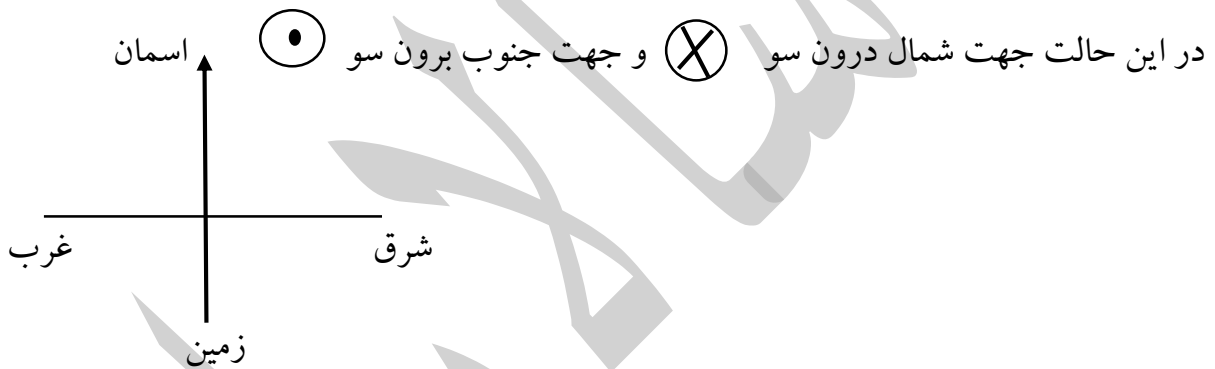 در این حالت جهت شمال درون سو و جهت جنوب برون سو
اسمان
شرق
غرب
زمین